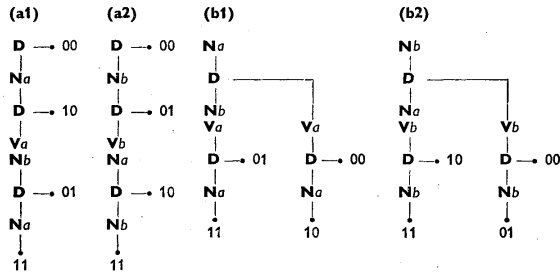 (a1) (a2) (b1) (b2)
D 00 D 00 Na Nb
Na Nb D D
D 10 D 01 Nb Na
Va Vb Va Va Vb Vb
Nb Na D 01 D 00 D 10 D 00
D 01 D 10 Na Na Nb Nb
Na Nb 11 10 11 01
11 11